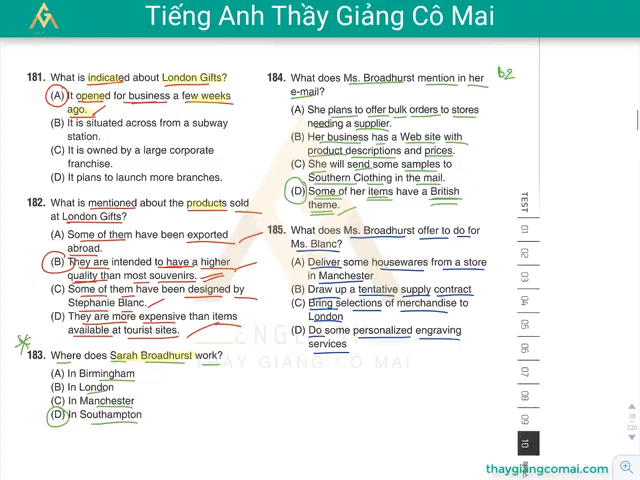 Tiếng Anh Thầy Giảng Cô Mai
181. What is indicated about London Gifts?
(A) It opened for business a few weeks
ago.
(B) It is situated across from a subway
station.
(C) It is owned by a large corporate
franchise.
(D) It plans to launch more branches.
182. What is mentioned about the products sold
at London Gifts?
(A) Some of them have been exported
abroad.
(B) They are intended to have a higher
quality than most souvenirs.
(C) Some of them have been designed by
Stephanie Blanc.
(D) They are more expensive than items
available at tourist sites.
183. Where does Sarah Broadhurst work?
(A) In Birmingham
(B) In London
(C) In Manchester
(D) In Southampton
184. What does Ms. Broadhurst mention in her
e-mail?
(A) She plans to offer bulk orders to stores
needing a supplier.
(B) Her business has a Web site with
product descriptions and prices.
(C) She will send some samples to
Southern Clothing in the mail.
(D) Some of her items have a British
theme.
185. What does Ms. Broadhurst offer to do for
Ms. Blanc?
(A) Deliver some housewares from a store
in Manchester
(B) Draw up a tentative supply contract
(C) Bring selections of merchandise to
London
(D) Do some personalized engraving
services
62
TEST
01
02
03
04
05
06
07
08
09
10
38
220
ENGLISH
THẦY GIẢNG CÔ MAI
thaygiangcomai.com